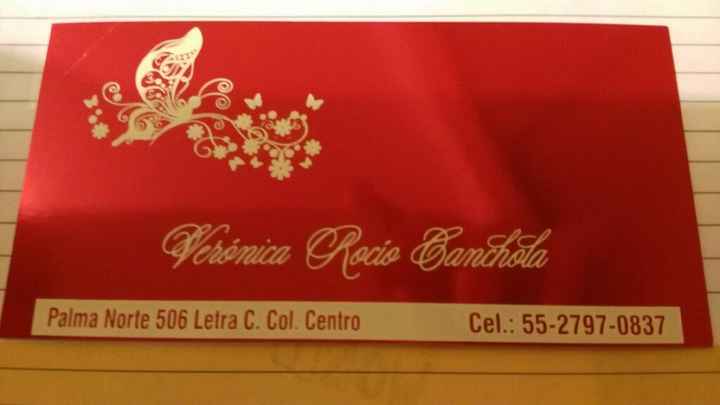 Verónica Rocío Canchola
Palma Norte 506 Letra C. Col. Centro
Cel.: 55-2797-0837